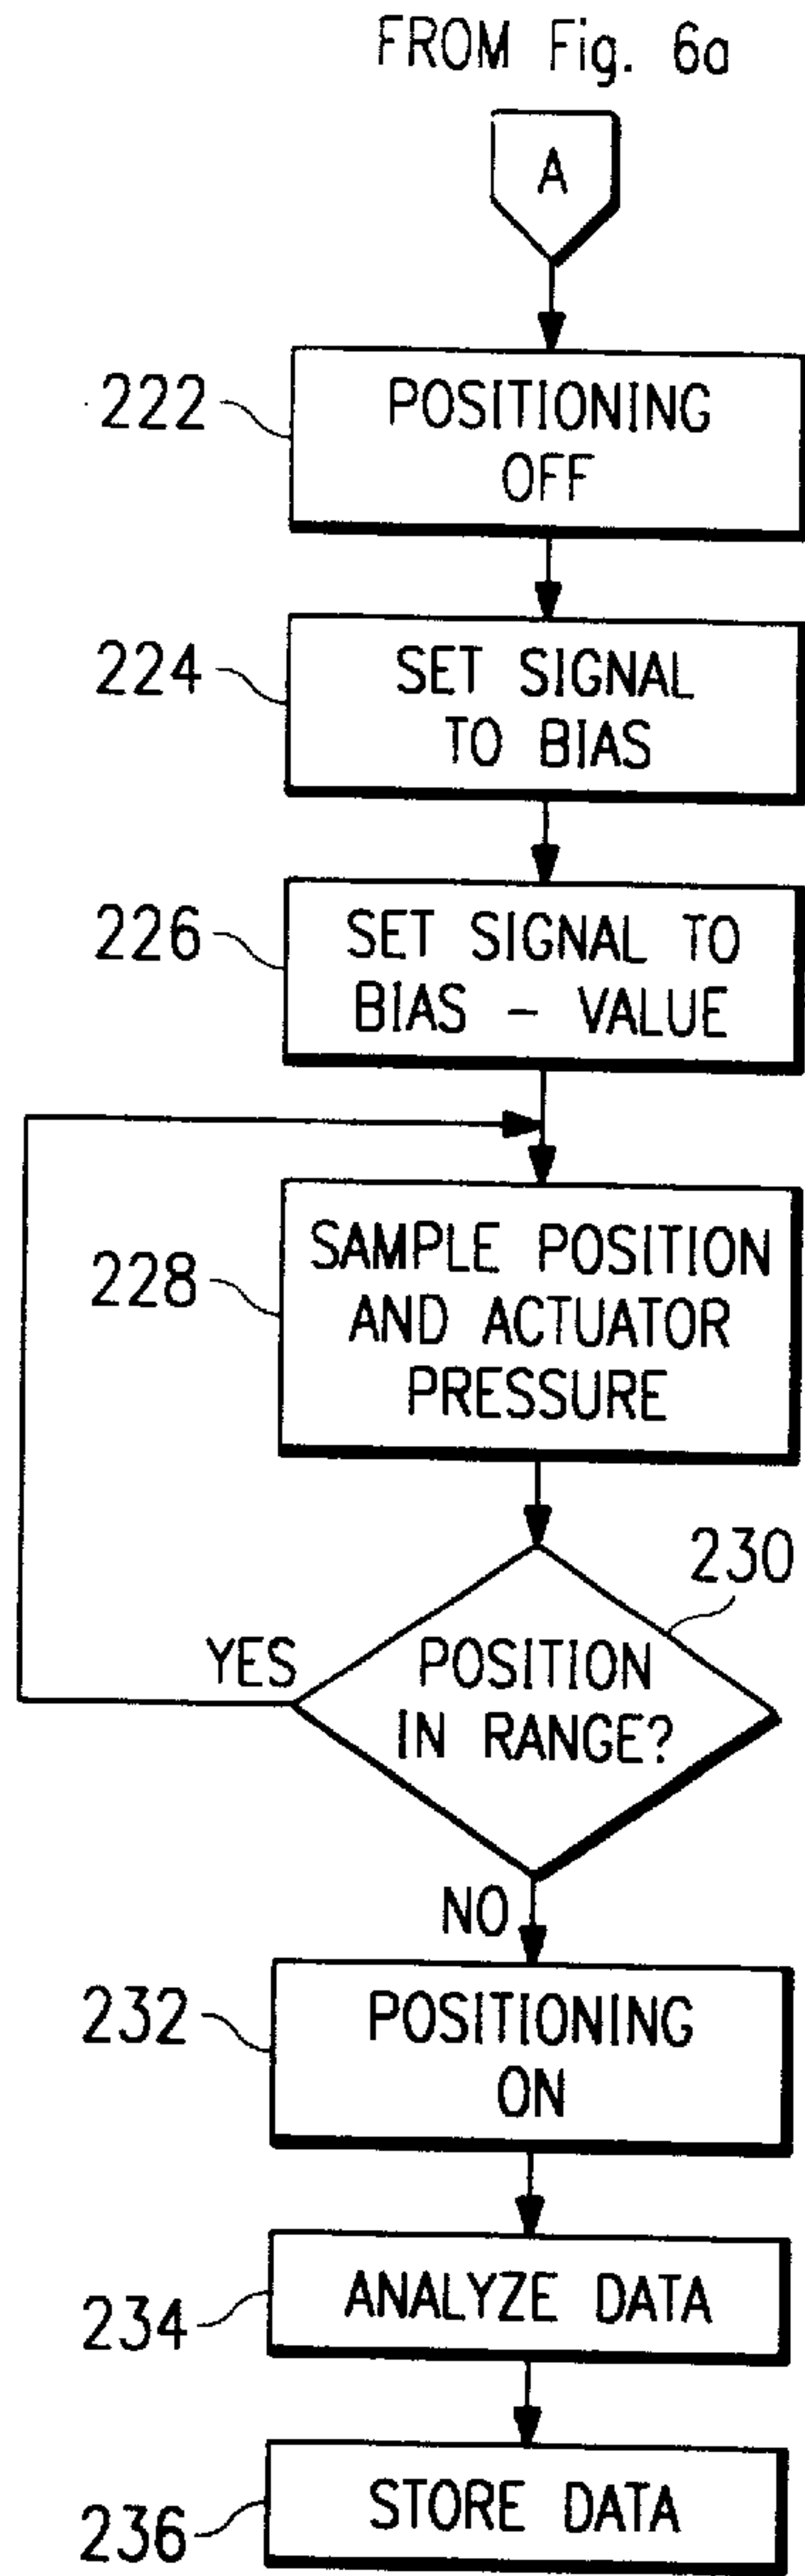 FROM Fig. 6a
A
222
POSITIONING
OFF
224
SET SIGNAL
TO BIAS
226
SET SIGNAL TO
BIAS - VALUE
228
SAMPLE POSITION
AND ACTUATOR
PRESSURE
230
YES
POSITION
IN RANGE?
NO
232
POSITIONING
ON
234
ANALYZE DATA
236
STORE DATA